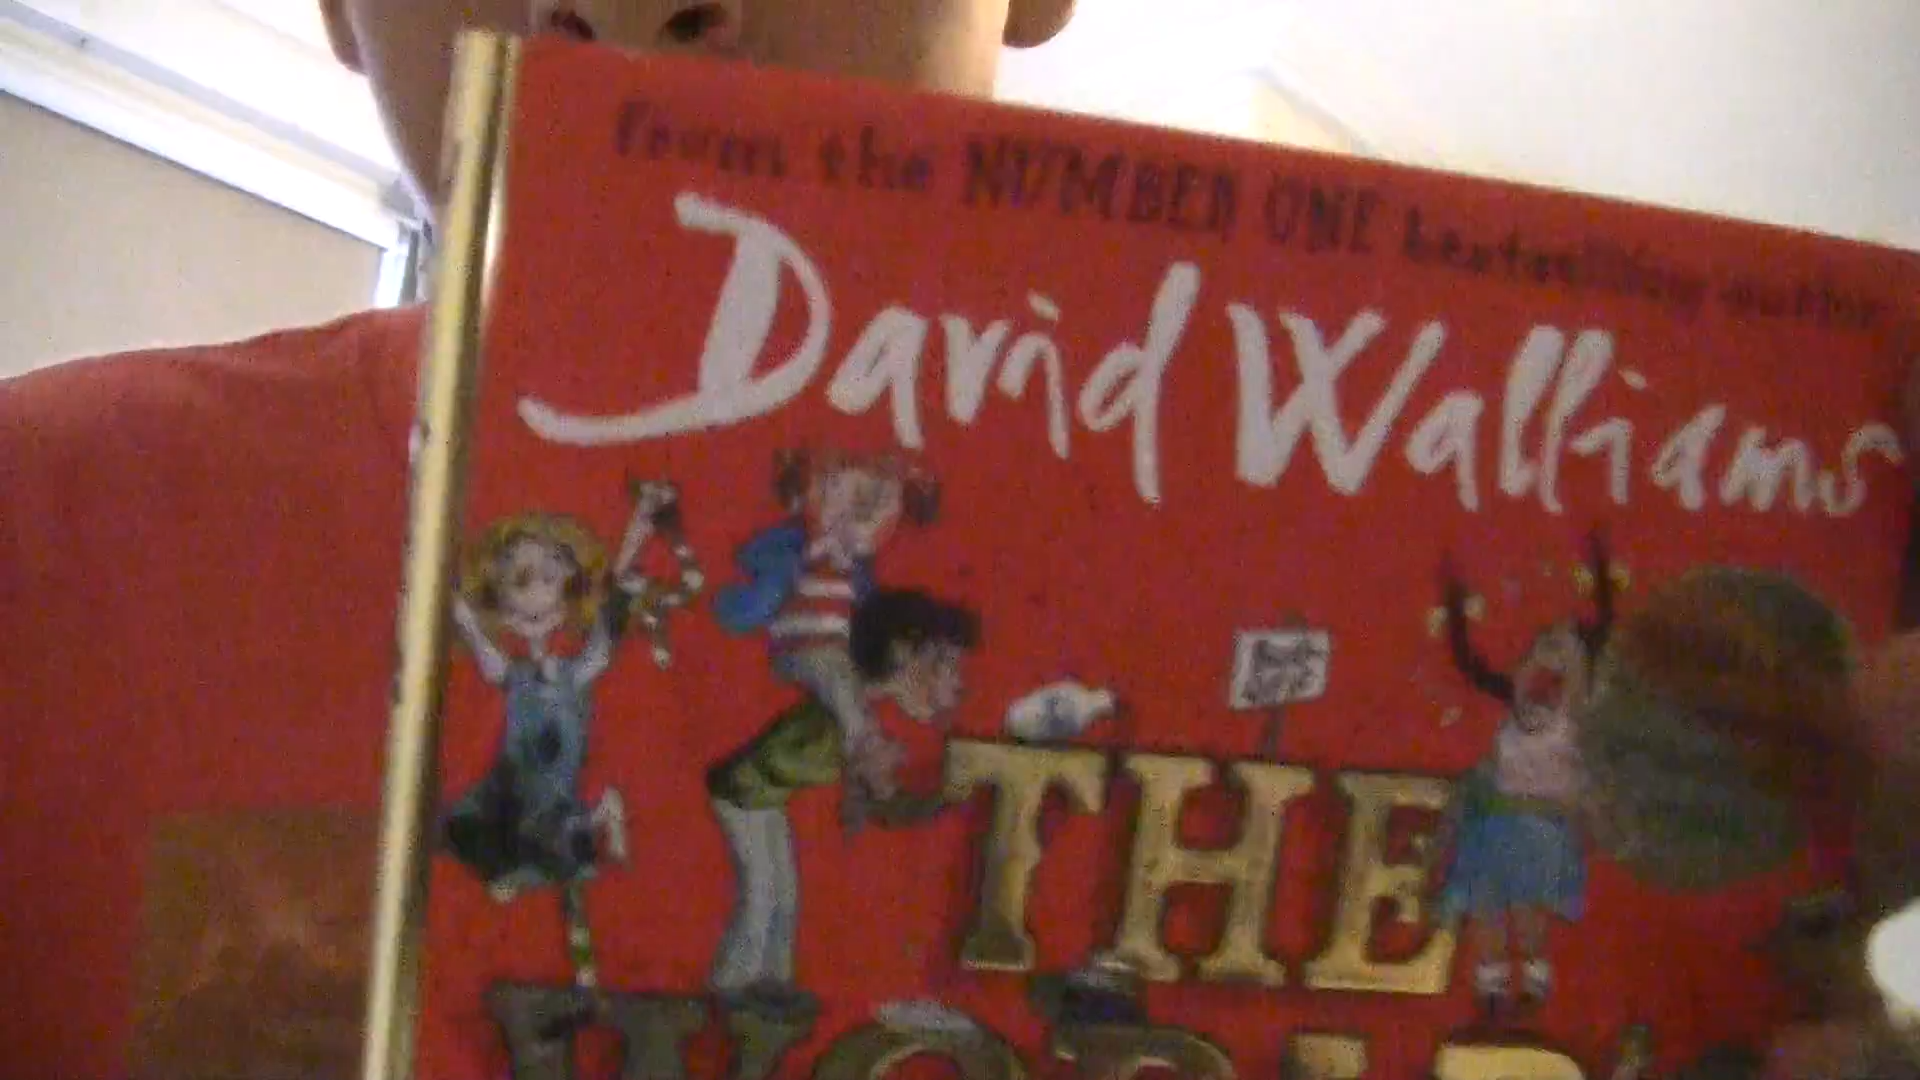 From the NUMBER ONE bestselling author
David Walliams
THE